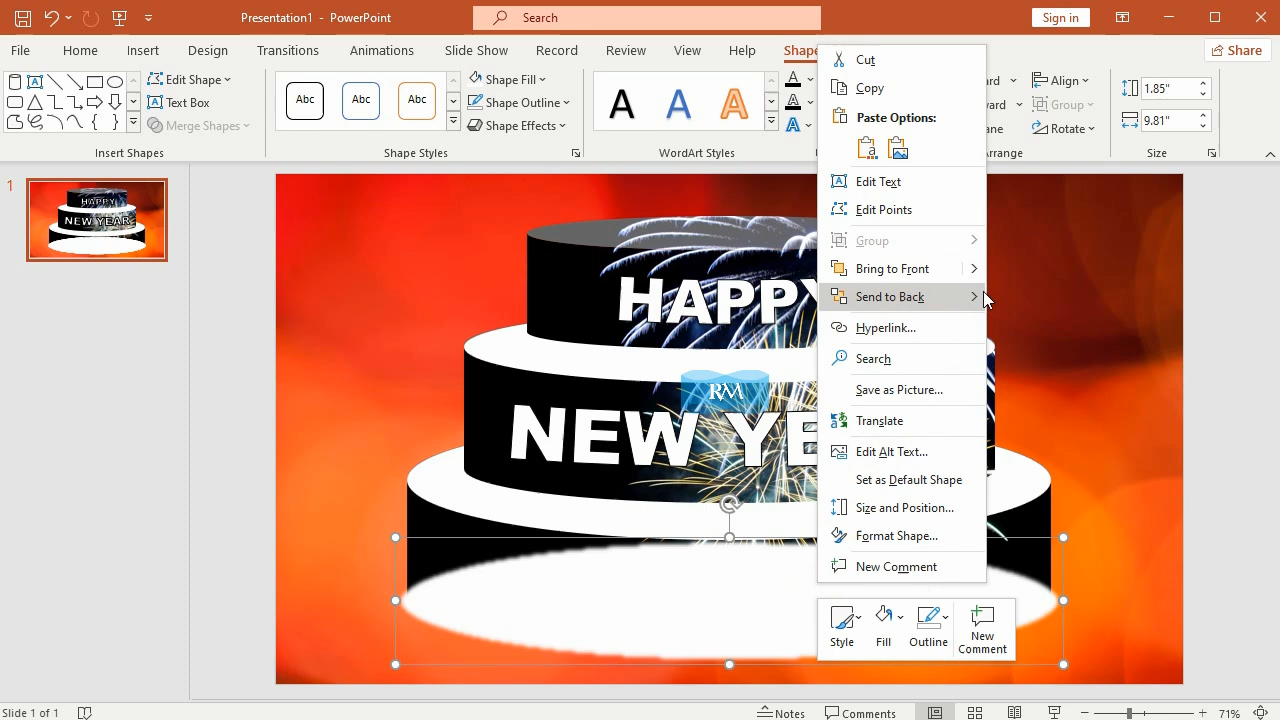 Presentation1 - PowerPoint
Search
Sign in
File Home Insert Design Transitions Animations Slide Show Record Review View Help Shape
Share
Edit Shape
Text Box
Merge Shapes
Insert Shapes
Abc Abc Abc
Shape Fill
Shape Outline
Shape Effects
Shape Styles
A A A
A
A
A
WordArt Styles
Align
Group
Rotate
1.85"
9.81"
Size
Cut
Copy
Paste Options:
Edit Text
Edit Points
Group
Bring to Front
Send to Back
Hyperlink...
Search
Save as Picture...
Translate
Edit Alt Text...
Set as Default Shape
Size and Position...
Format Shape...
New Comment
Style Fill Outline New Comment
1
HAPPY
NEW YEAR
HAPPY
RM
NEW YE
Slide 1 of 1
Notes
Comments
71%